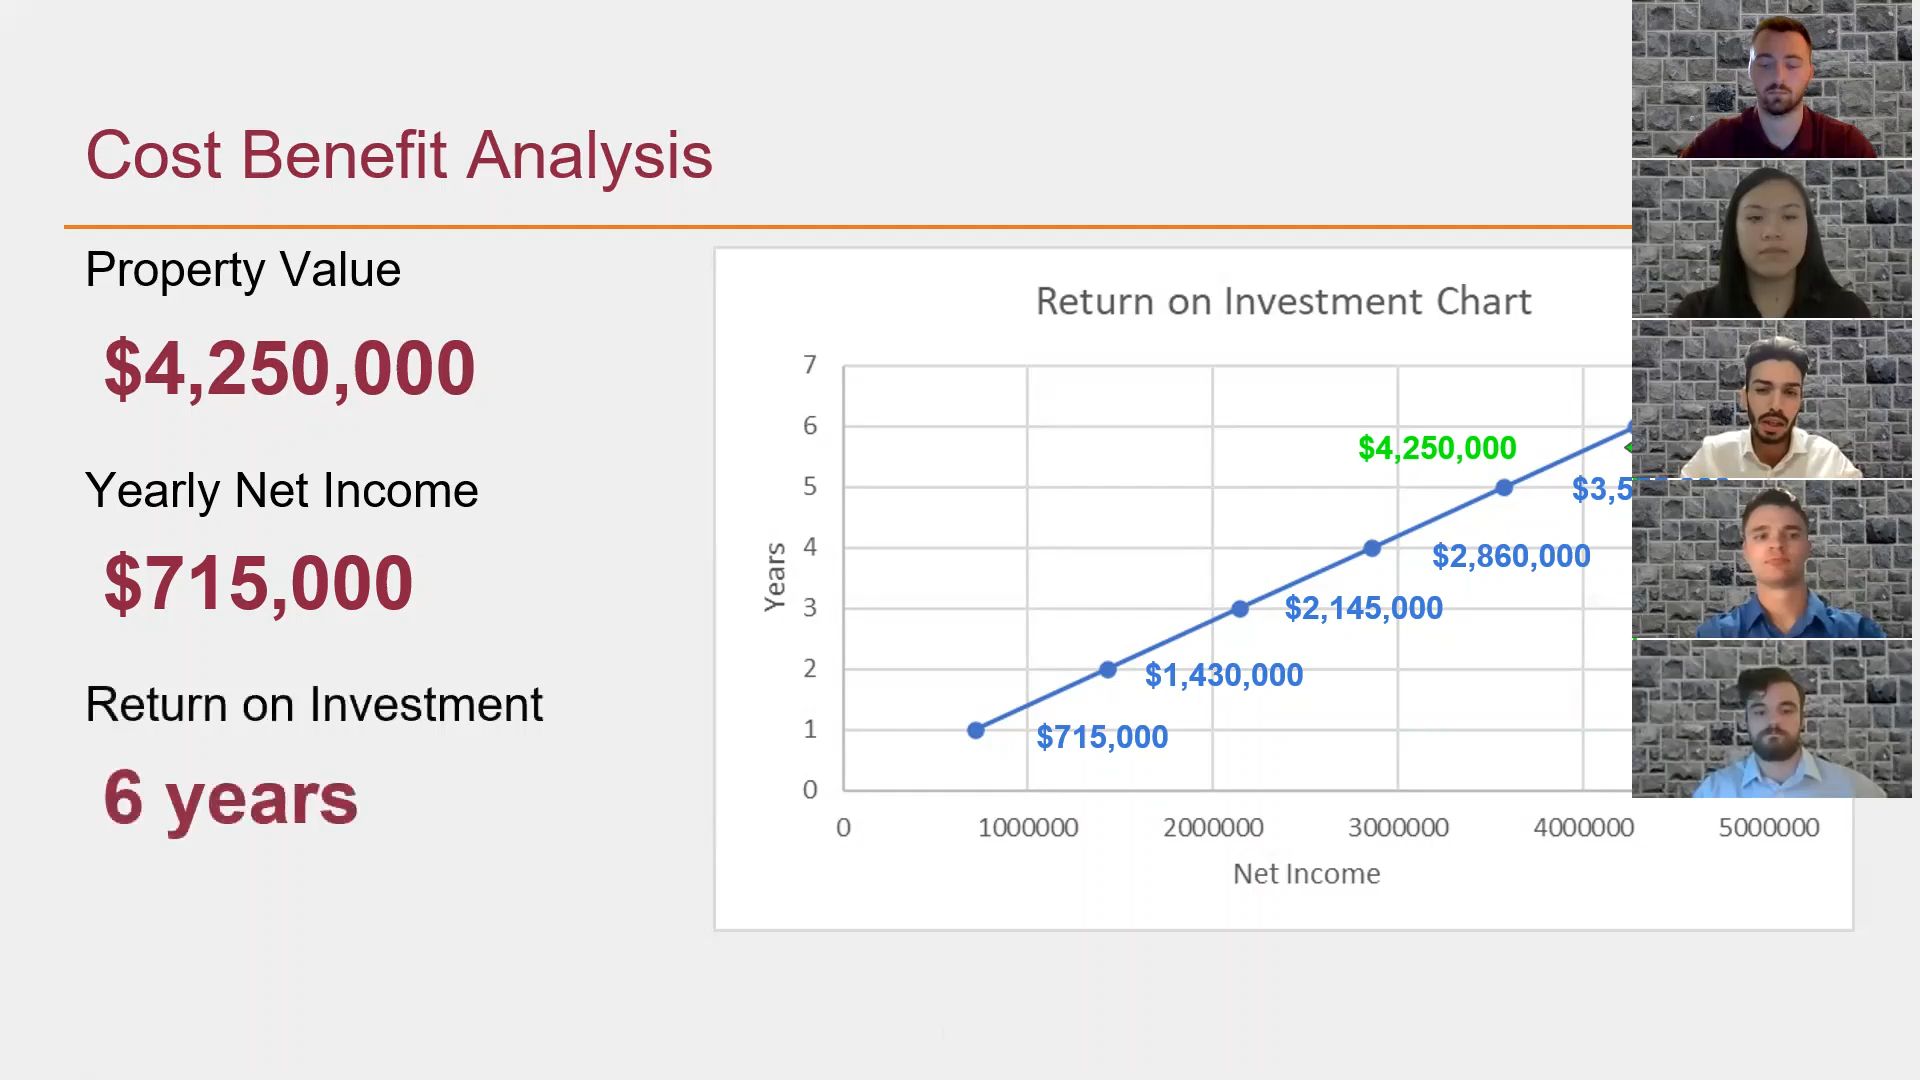 Cost Benefit Analysis
Property Value
$4,250,000
Yearly Net Income
$715,000
Return on Investment
6 years
Return on Investment Chart
7
6
5
4
3
2
1
0
Years
$4,250,000
$3,5
$2,860,000
$2,145,000
$1,430,000
$715,000
0 1000000 2000000 3000000 4000000 5000000
Net Income